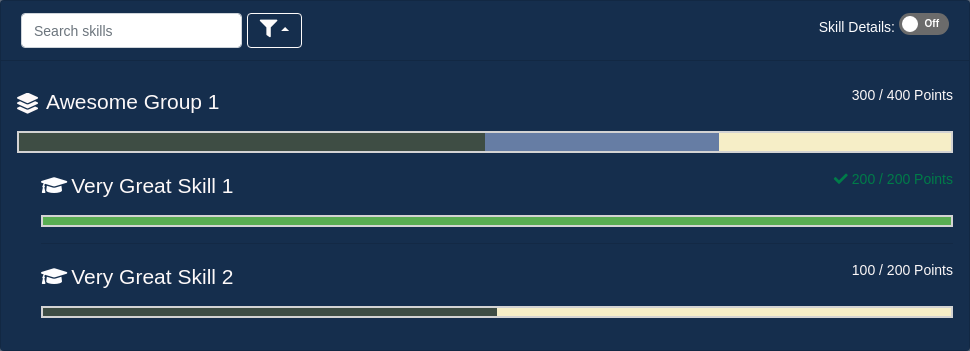 Search skills
Skill Details: Off
Awesome Group 1
300 / 400 Points
Very Great Skill 1
200 / 200 Points
Very Great Skill 2
100 / 200 Points